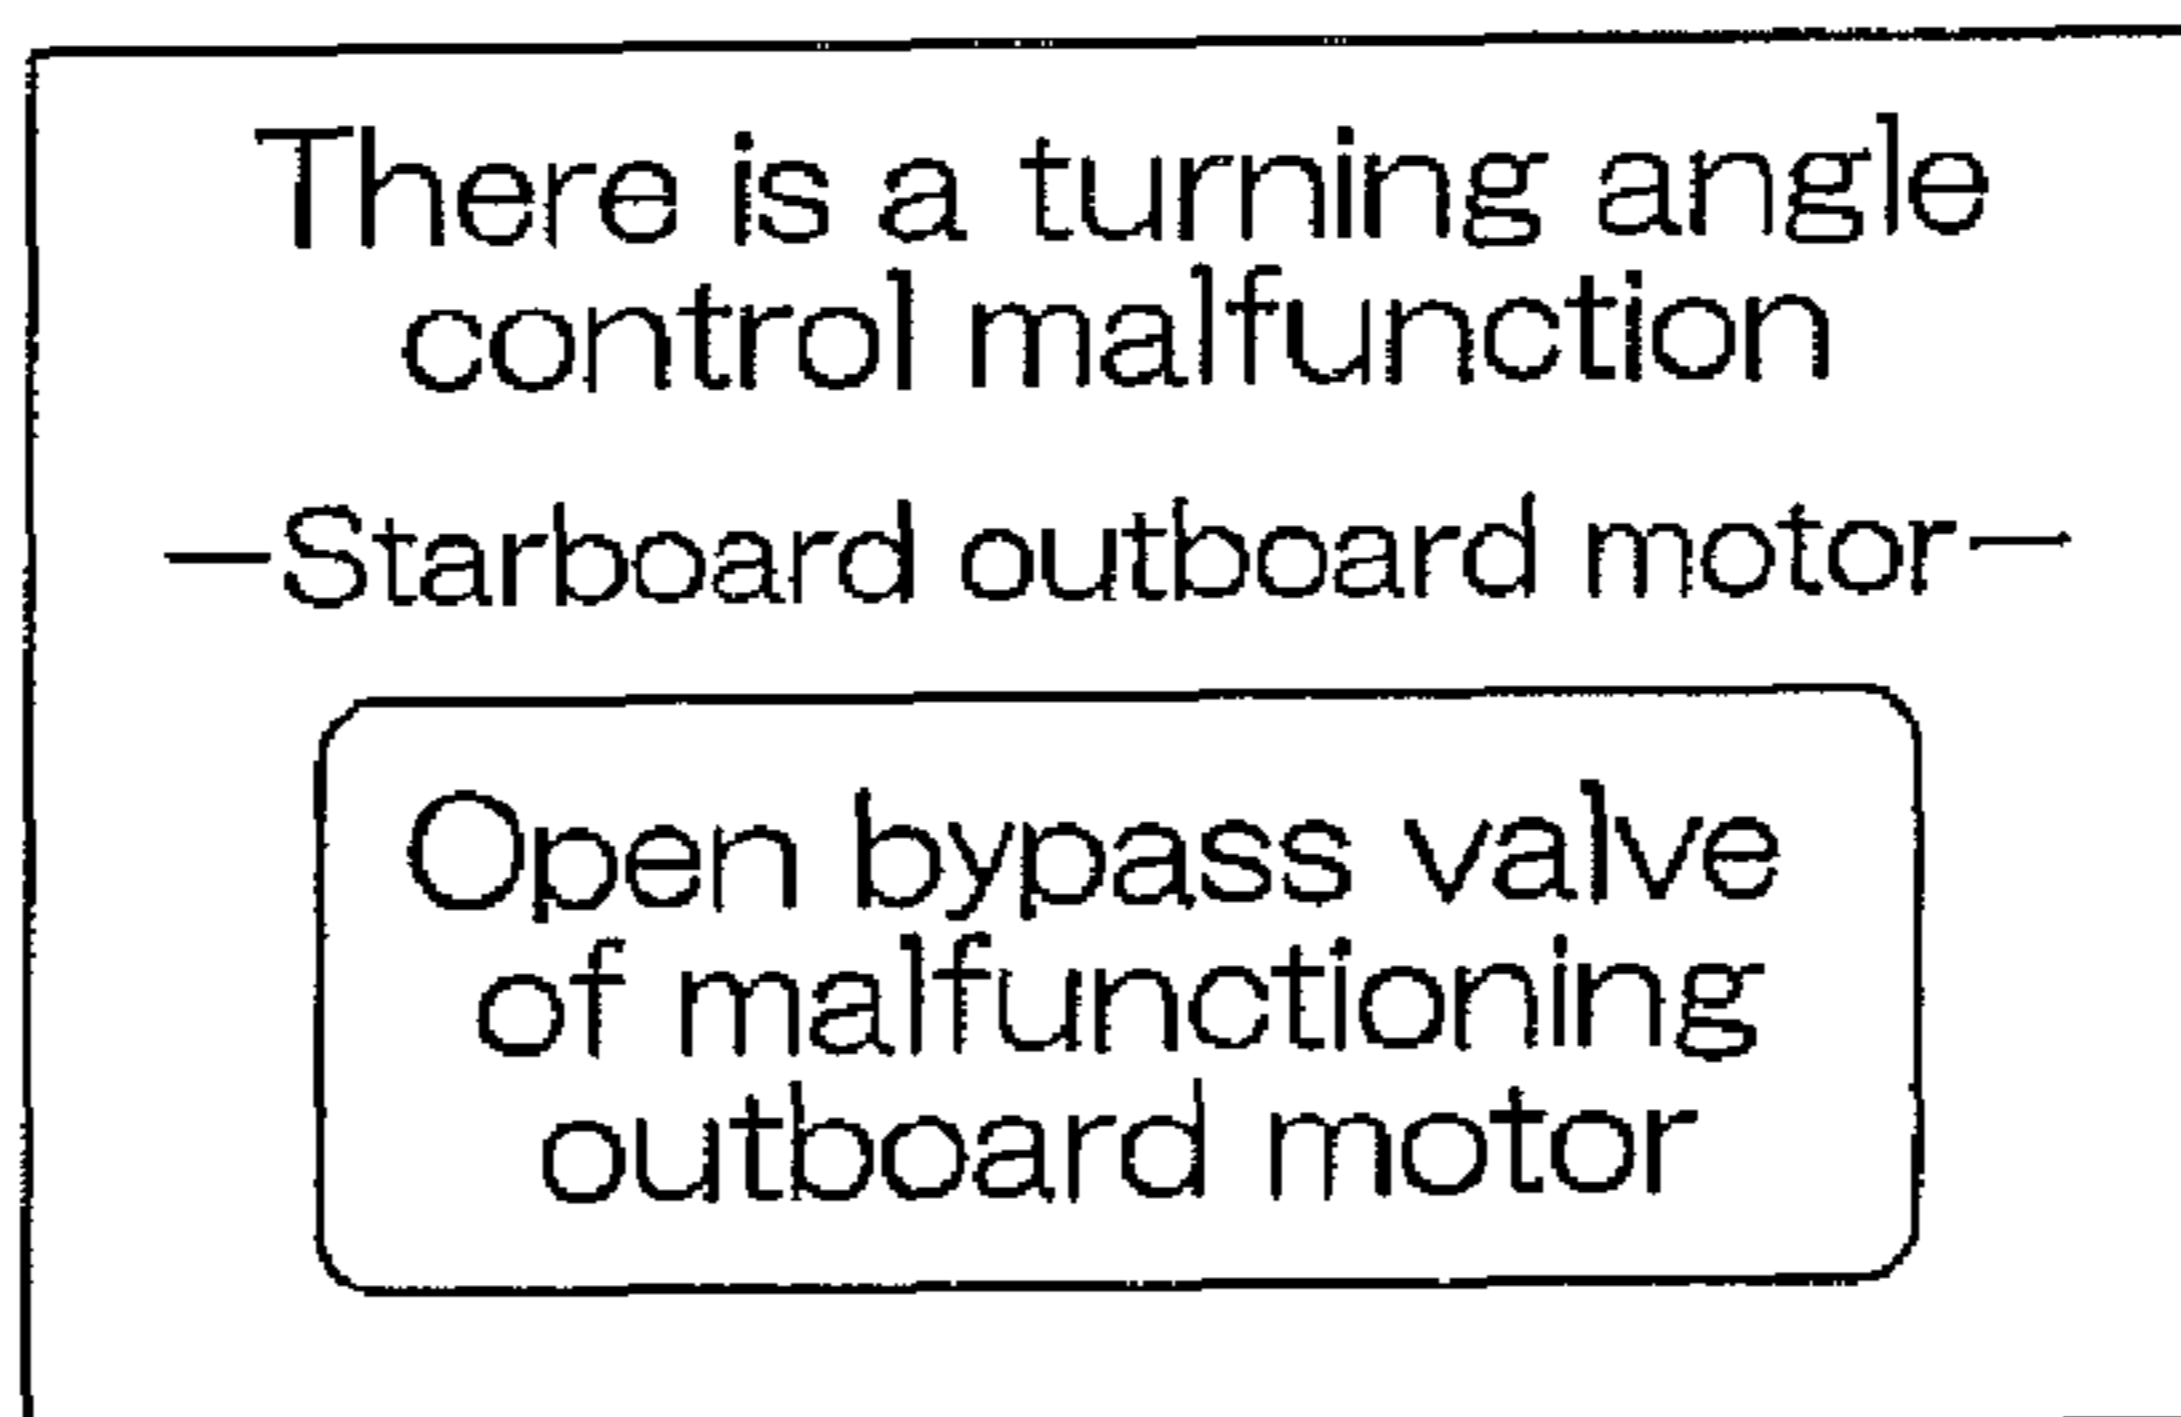 There is a turning angle
control malfunction
—Starboard outboard motor—
Open bypass valve
of malfunctioning
outboard motor